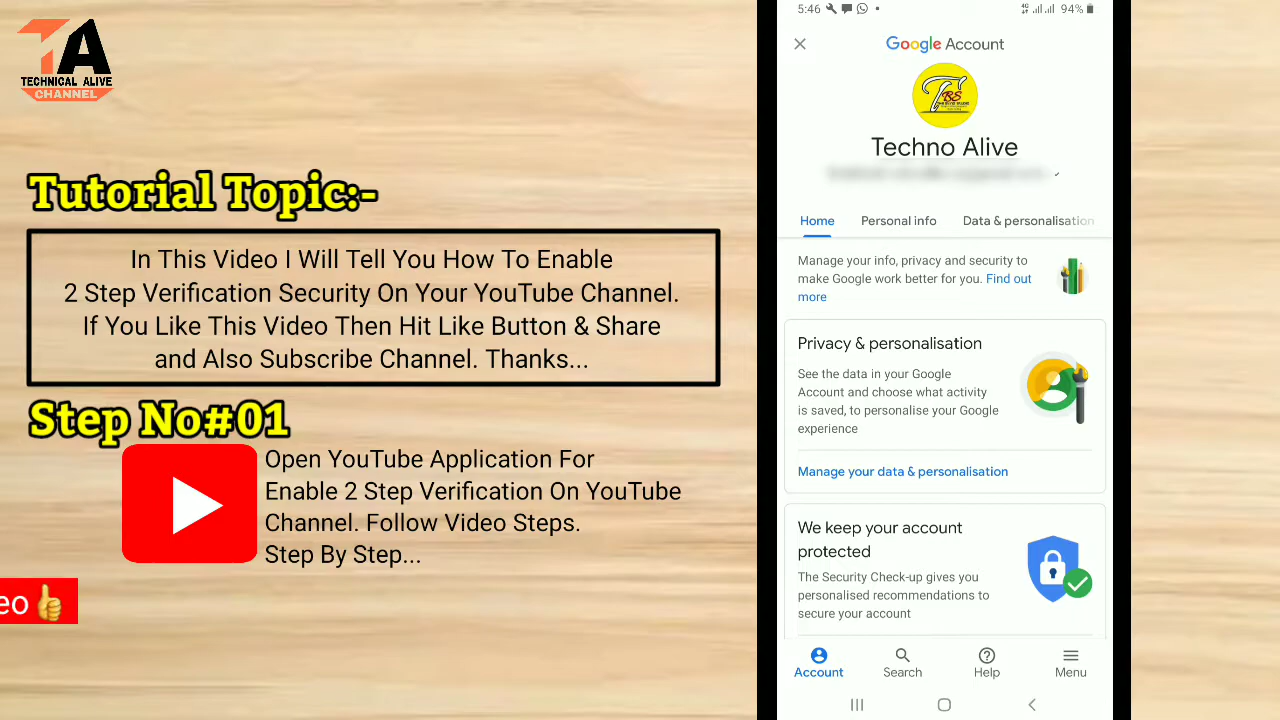 TA
TECHNICAL ALIVE
CHANNEL
Tutorial Topic:-
In This Video I Will Tell You How To Enable
2 Step Verification Security On Your YouTube Channel.
If You Like This Video Then Hit Like Button & Share
and Also Subscribe Channel. Thanks...
Step No#01
Open YouTube Application For
Enable 2 Step Verification On YouTube
Channel. Follow Video Steps.
Step By Step...
eo👍
5:46
94%
Google Account
TBS
Techno Alive
Home Personal info Data & personalisation
Manage your info, privacy and security to
make Google work better for you. Find out
more
Privacy & personalisation
See the data in your Google
Account and choose what activity
is saved, to personalise your Google
experience
Manage your data & personalisation
We keep your account
protected
The Security Check-up gives you
personalised recommendations to
secure your account
Account Search Help Menu